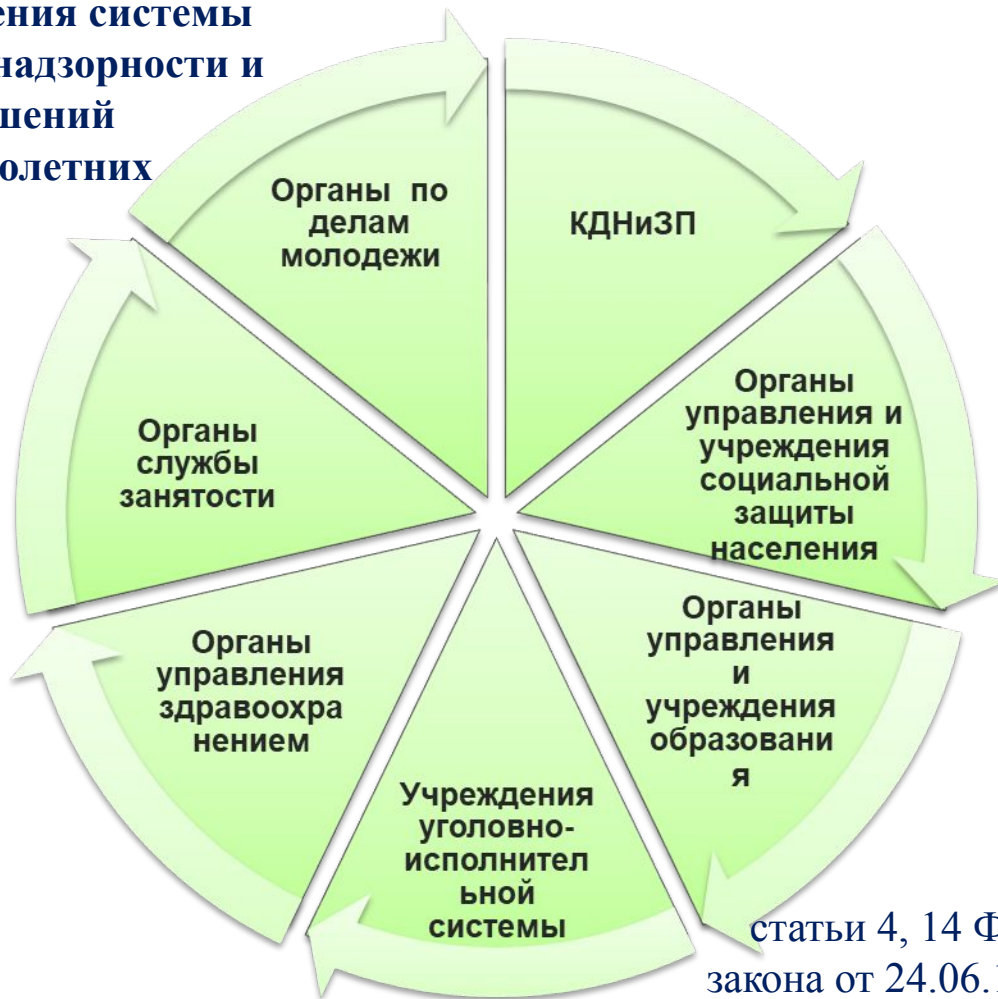 ения системы
надзорности и
шений
олетних
Органы по
делам
молодежи
КДНиЗП
Органы
управления и
учреждения
социальной
защиты
населения
Органы
управления
и
учреждения
образовани
я
Учреждения
уголовно-
исполнител
ьной
системы
Органы
управления
здравоохра
нением
Органы
службы
занятости
статьи 4, 14 Ф
закона от 24.06.1